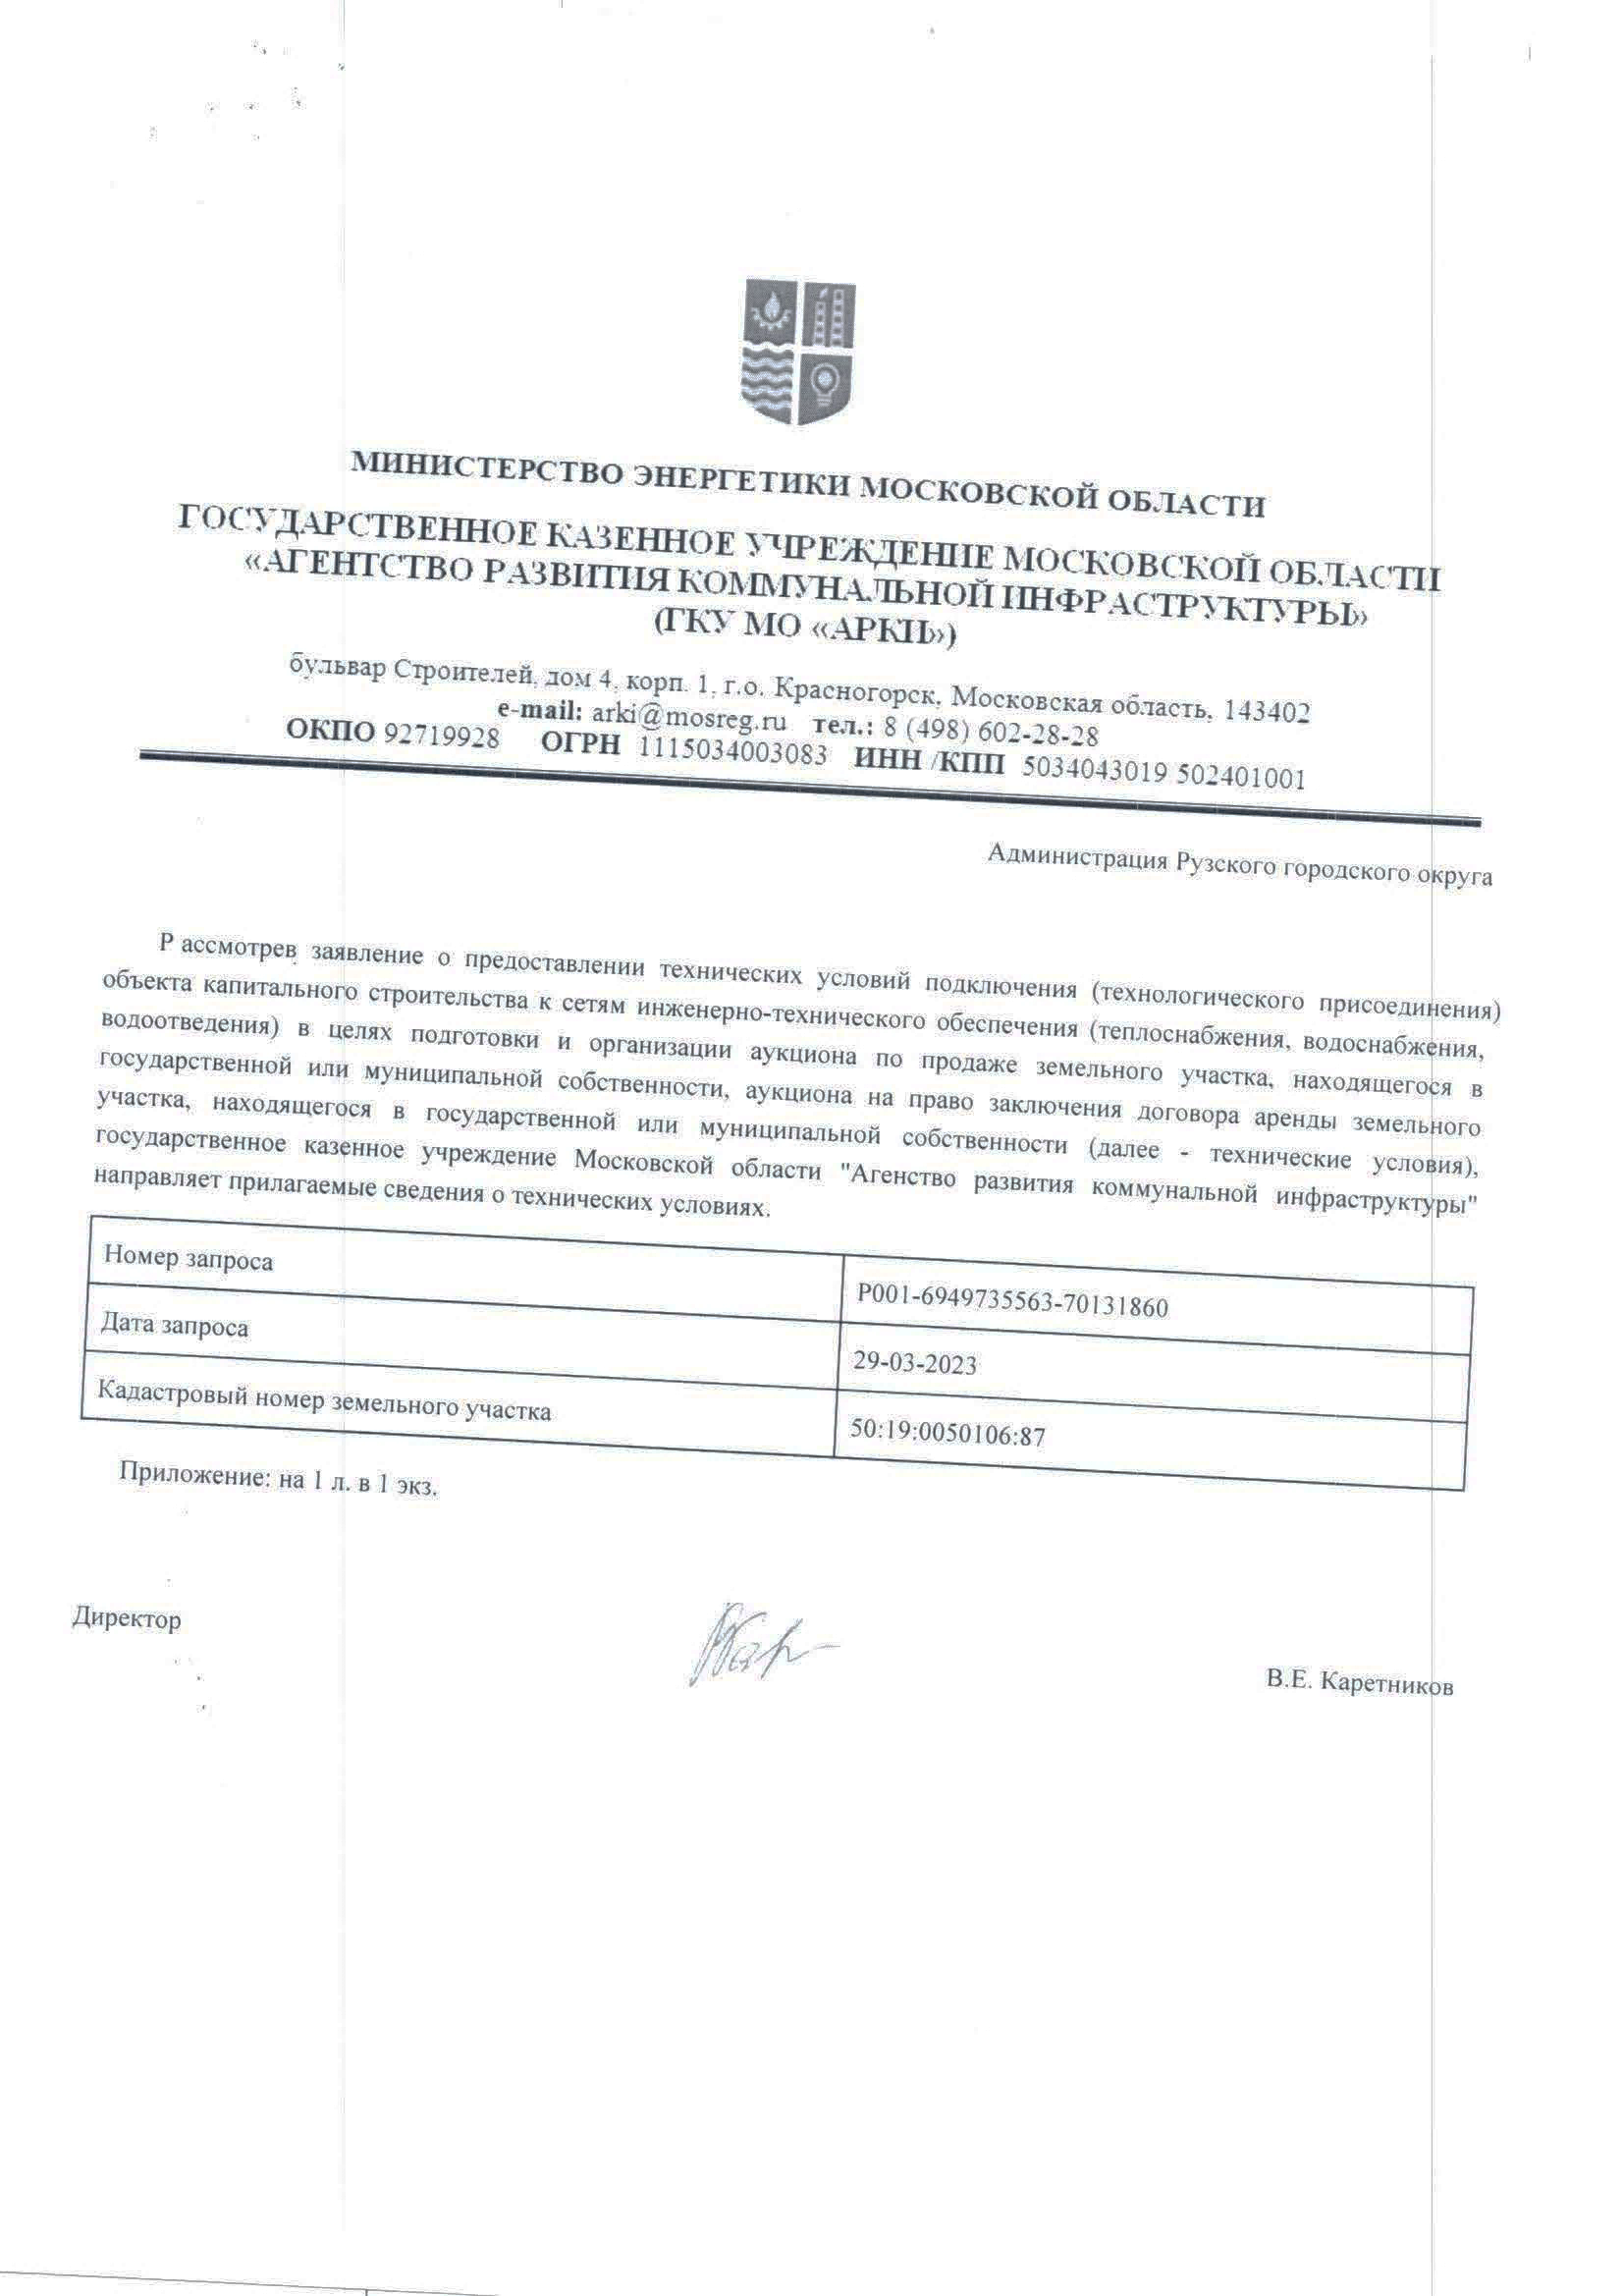 МИНИСТЕРСТВО ЭНЕРГЕТИКИ МОСКОВСКОЙ ОБЛАСТИ
ГОСУДАРСТВЕННОЕ КАЗЕННОЕ УЧРЕЖДЕНИЕ МОСКОВСКОЙ ОБЛАСТИ
«АГЕНТСТВО РАЗВИТИЯ КОММУНАЛЬНОЙ ИНФРАСТРУКТУРЫ»
(ГКУ МО «АРКИ»)
бульвар Строителей, дом 4, корп. 1, г.о. Красногорск, Московская область, 143402
e-mail: arki@mosreg.ru тел.: 8 (498) 602-28-28
ОКПО 92719928 ОГРН 1115034003083 ИНН /КПП 5034043019 502401001
Администрация Рузского городского округа
Р ассмотрев заявление о предоставлении технических условий подключения (технологического присоединения)
объекта капитального строительства к сетям инженерно-технического обеспечения (теплоснабжения, водоснабжения,
водоотведения) в целях подготовки и организации аукциона по продаже земельного участка, находящегося в
государственной или муниципальной собственности, аукциона на право заключения договора аренды земельного
участка, находящегося в государственной или муниципальной собственности (далее - технические условия),
государственное казенное учреждение Московской области "Агенство развития коммунальной инфраструктуры"
направляет прилагаемые сведения о технических условиях.
Номер запроса P001-6949735563-70131860
Дата запроса 29-03-2023
Кадастровый номер земельного участка 50:19:0050106:87
Приложение: на 1 л. в 1 экз.
Директор
В.Е. Каретников